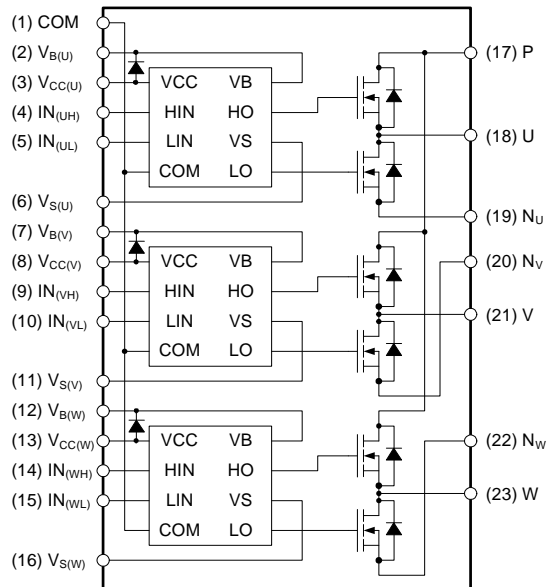 (1) COM
(2) VB(U)
(3) VCC(U)
(4) IN(UH)
(5) IN(UL)
(6) VS(U)
(7) VB(V)
(8) VCC(V)
(9) IN(VH)
(10) IN(VL)
(11) VS(V)
(12) VB(W)
(13) VCC(W)
(14) IN(WH)
(15) IN(WL)
(16) VS(W)
VCC VB
HIN HO
LIN VS
COM LO
VCC VB
HIN HO
LIN VS
COM LO
VCC VB
HIN HO
LIN VS
COM LO
(17) P
(18) U
(19) NU
(20) NV
(21) V
(22) NW
(23) W